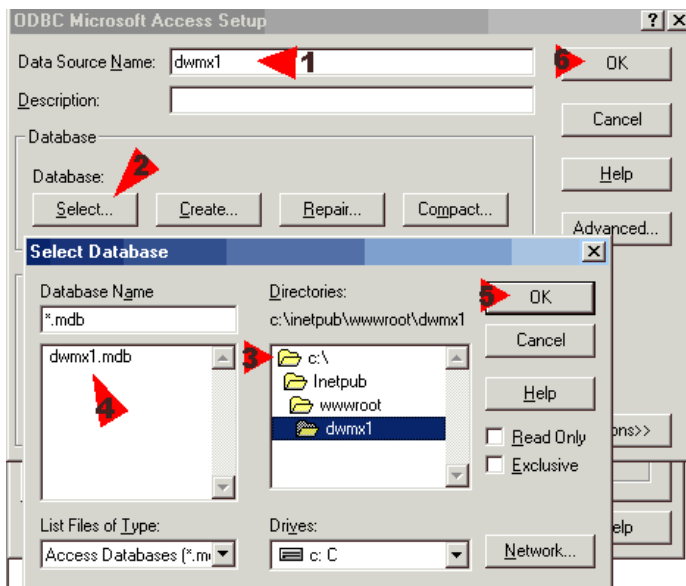 ODBC Microsoft Access Setup
Data Source Name: dwmx1 1
6 OK
Description:
Cancel
Database
2
Database:
Help
Select... Create... Repair... Compact...
Advanced...
Select Database
Database Name
Directories:
5 OK
*.mdb
c:\inetpub\wwwroot\dwmx1
Cancel
dwmx1.mdb
3 c:\
Inetpub
Help
wwwroot
4
dwmx1
Read Only
ons>>
Exclusive
List Files of Type:
Drives:
elp
Access Databases (*.m
c: C
Network...